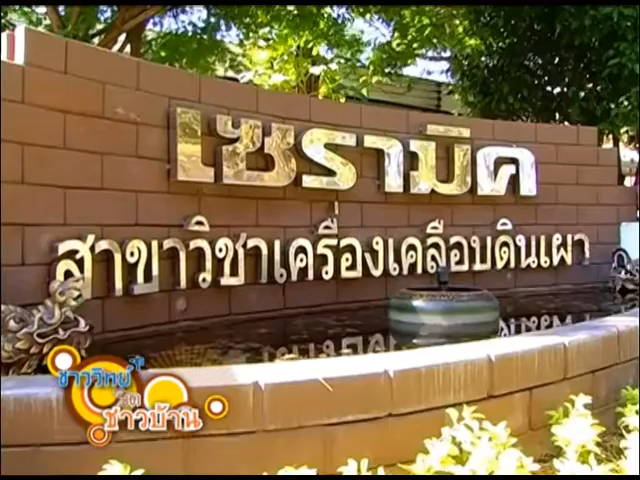 เซรามิค
สาขาวิชาเครื่องเคลือบดินเผา
ชาววิทย์
ชาวบ้าน